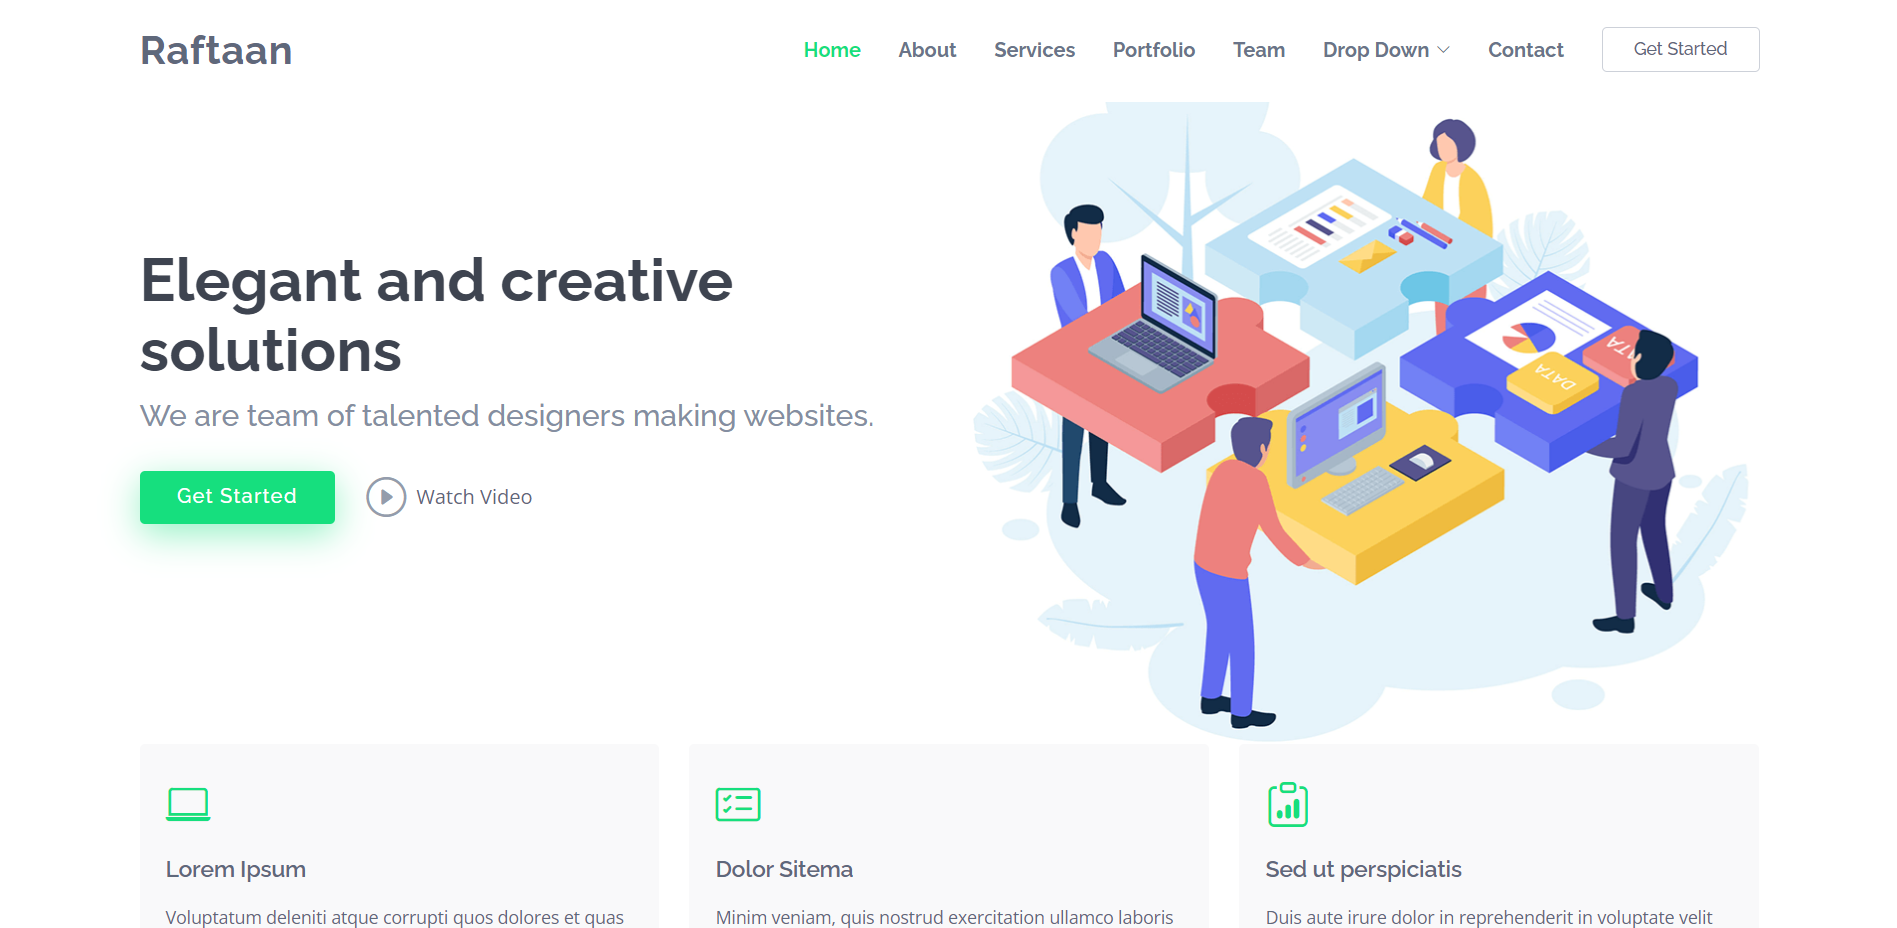 Raftaan
Home About Services Portfolio Team Drop Down Contact Get Started
Elegant and creative
solutions
We are team of talented designers making websites.
Get Started Watch Video
DATA
DATA
Lorem Ipsum
Voluptatum deleniti atque corrupti quos dolores et quas
Dolor Sitema
Minim veniam, quis nostrud exercitation ullamco laboris
Sed ut perspiciatis
Duis aute irure dolor in reprehenderit in voluptate velit